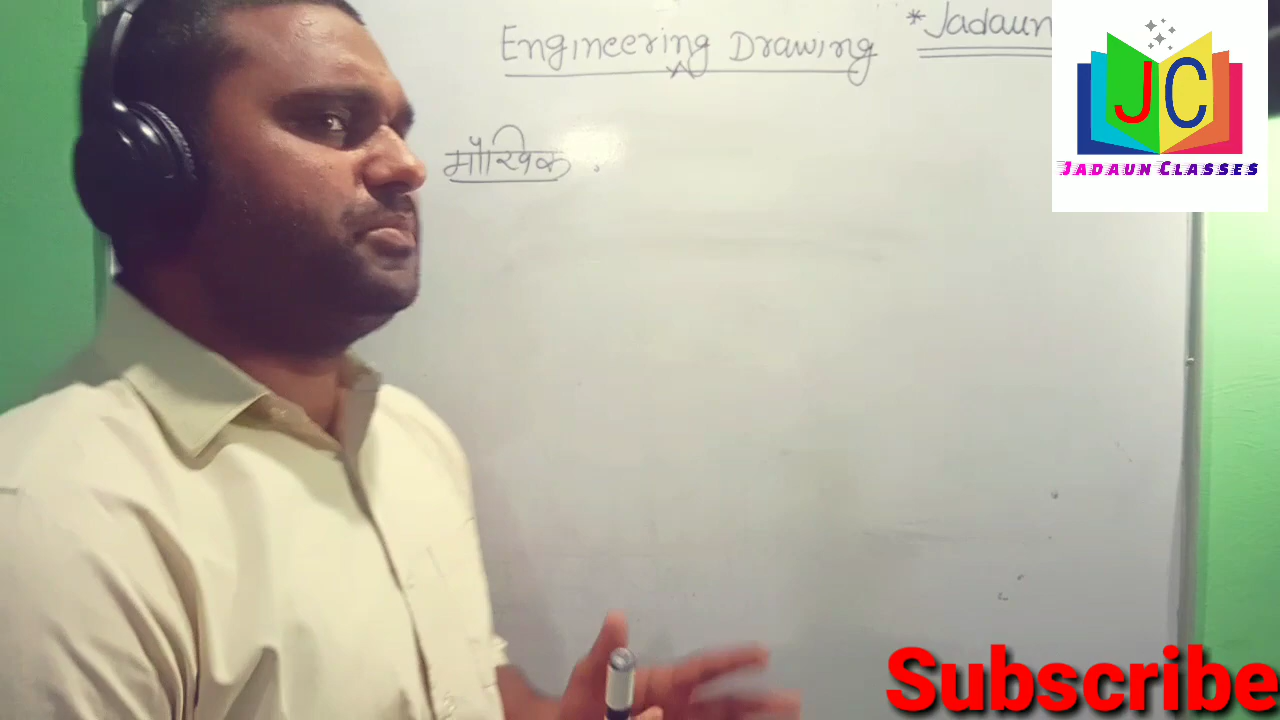 Engineering Drawing
* Jadaun
मौखिक .
JC
JADAUN CLASSES
Subscribe